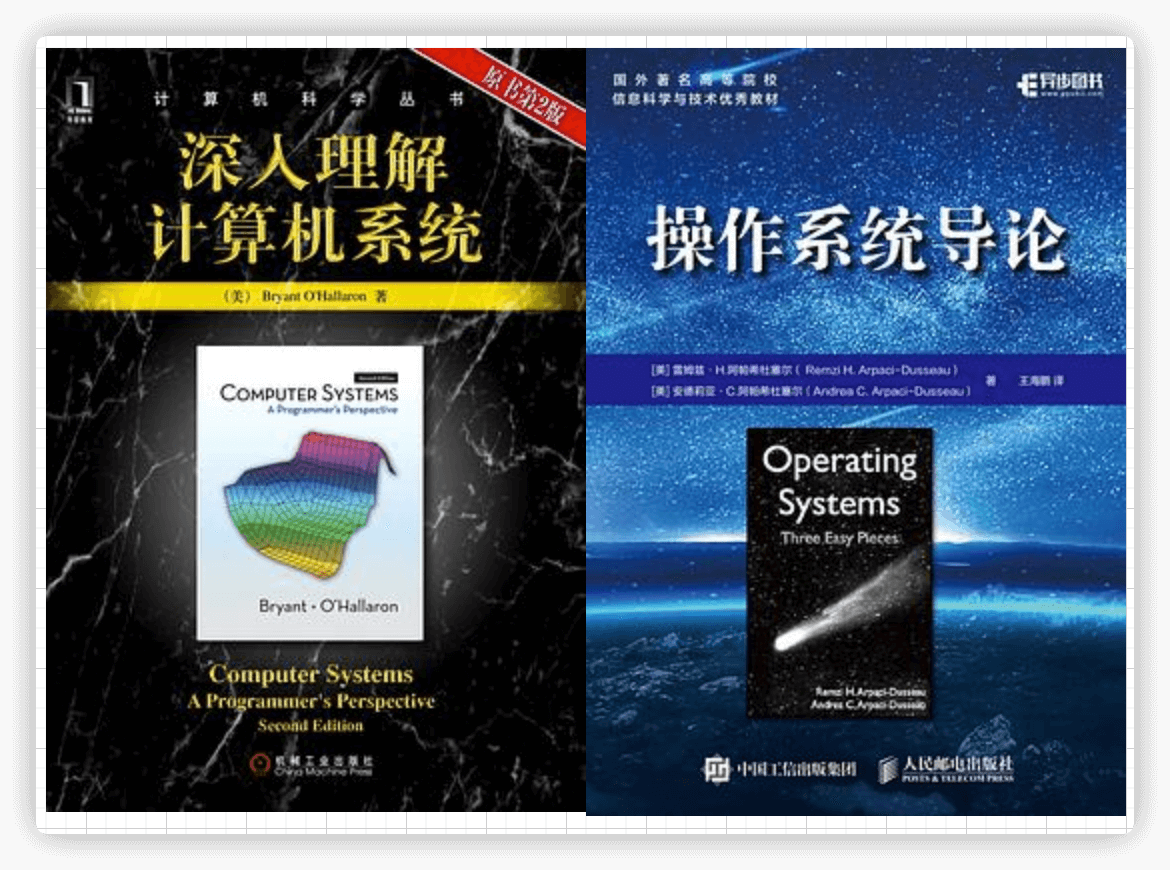 计算机科学丛书
原书第2版
深入理解
计算机系统
（美） Bryant O'Hallaron 著
Second Edition
COMPUTER SYSTEMS
A Programmer's Perspective
Bryant · O'Hallaron
Computer Systems
A Programmer's Perspective
Second Edition
机械工业出版社
China Machine Press
国外著名高等院校
信息科学与技术优秀教材
异步图书
www.epubit.com
操作系统导论
[美] 雷姆兹·H.阿帕希杜塞尔（ Remzi H. Arpaci-Dusseau ）
[美] 安德莉亚·C.阿帕希杜塞尔（ Andrea C. Arpaci-Dusseau ）
著 王海鹏 译
Operating
Systems
Three Easy Pieces
Remzi H.Arpaci-Dusseau
Andrea C.Arpaci-Dusseau
中国工信出版集团
人民邮电出版社
POSTS & TELECOM PRESS